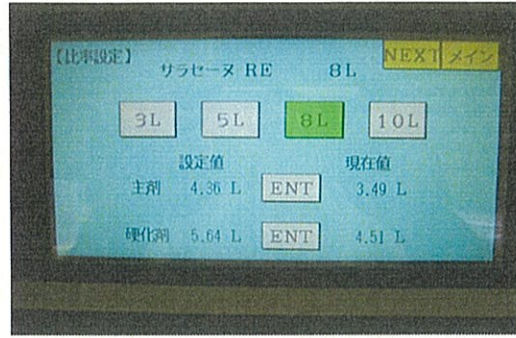 【比率設定】 NEXT メイン
サラセーヌ RE 8L
3L 5L 8L 10L
設定値 現在値
主剤 4.36 L ENT 3.49 L
硬化剤 5.64 L ENT 4.51 L